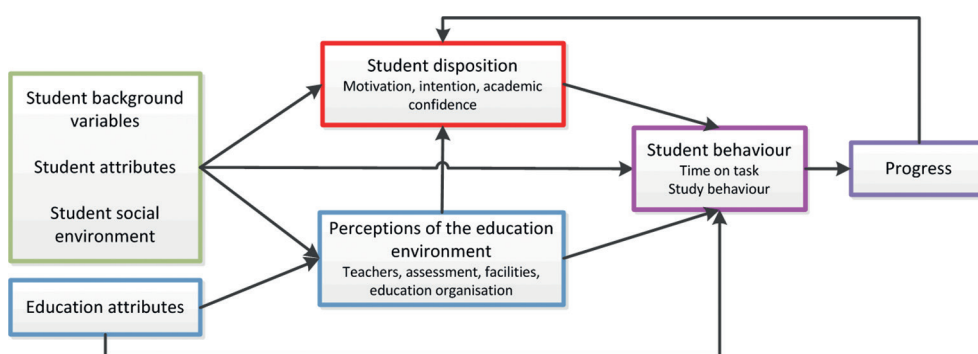 Student background
variables
Student attributes
Student social
environment
Education attributes
Student disposition
Motivation, intention, academic
confidence
Perceptions of the education
environment
Teachers, assessment, facilities,
education organisation
Student behaviour
Time on task
Study behaviour
Progress